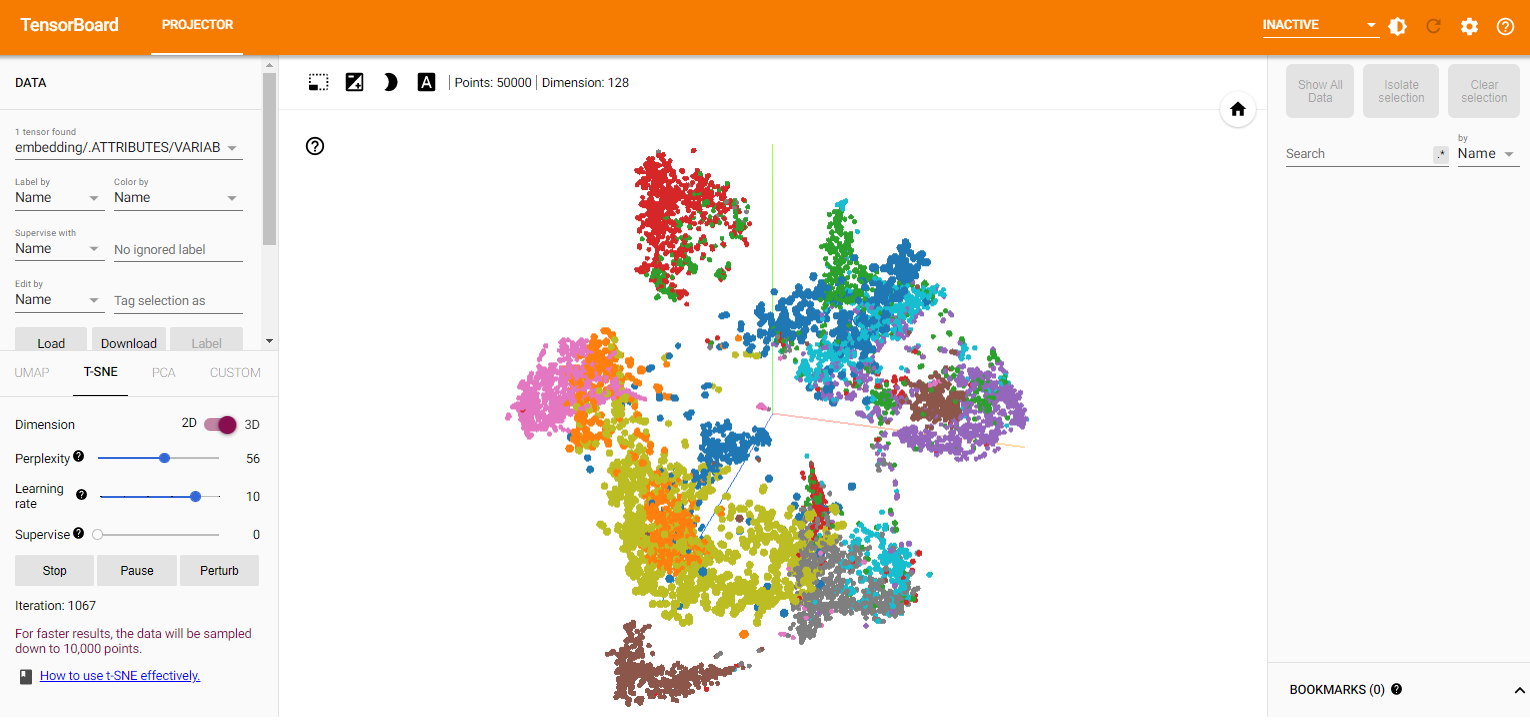 TensorBoard
PROJECTOR
INACTIVE
DATA
1 tensor found
embedding/.ATTRIBUTES/VARIAB
Label by
Color by
Name
Name
Supervise with
Name
No ignored label
Edit by
Name
Tag selection as
Load
Download
Label
UMAP
T-SNE
PCA
CUSTOM
Dimension
2D
3D
Perplexity
56
Learning
rate
10
Supervise
0
Stop
Pause
Perturb
Iteration: 1067
For faster results, the data will be sampled
down to 10,000 points.
How to use t-SNE effectively.
A
Points: 50000
Dimension: 128
Show All
Data
Isolate
selection
Clear
selection
Search
.*
by
Name
BOOKMARKS (0)